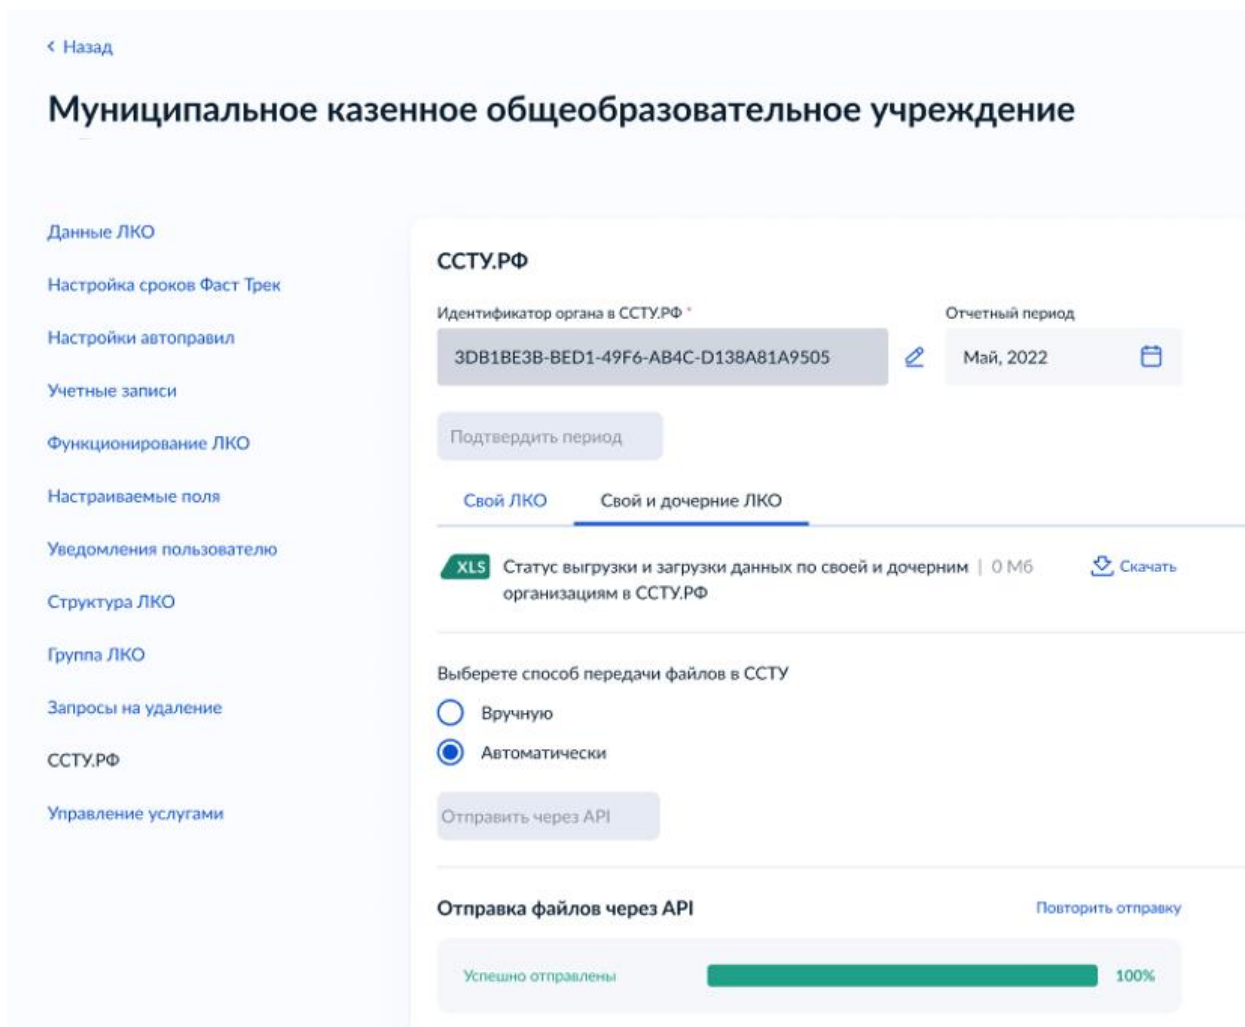 Назад
Муниципальное казенное общеобразовательное учреждение
Данные ЛКО
Настройка сроков Фаст Трек
Настройки автоправил
Учетные записи
Функционирование ЛКО
Настраиваемые поля
Уведомления пользователю
Структура ЛКО
Группа ЛКО
Запросы на удаление
ССТУ.РФ
Управление услугами
ССТУ.РФ
Идентификатор органа в ССТУ.РФ *
Отчетный период
3DB1BE3B-BED1-49F6-AB4C-D138A81A9505
Май, 2022
Подтвердить период
Свой ЛКО
Свой и дочерние ЛКО
XLS
Статус выгрузки и загрузки данных по своей и дочерним | 0 Мб
организациям в ССТУ.РФ
Скачать
Выберете способ передачи файлов в ССТУ
Вручную
Автоматически
Отправить через API
Отправка файлов через API
Повторить отправку
Успешно отправлены
100%